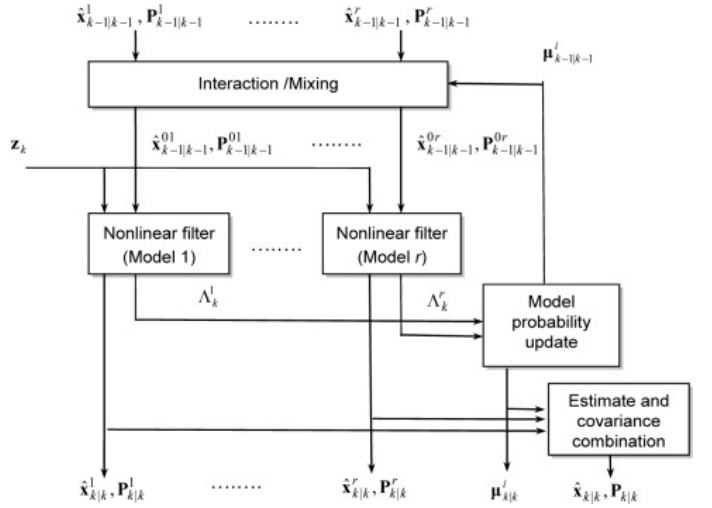 x̂¹ₖ₋₁|ₖ₋₁, P¹ₖ₋₁|ₖ₋₁ ........ x̂ʳₖ₋₁|ₖ₋₁, Pʳₖ₋₁|ₖ₋₁
μⁱₖ₋₁|ₖ₋₁
Interaction /Mixing
zₖ
x̂⁰¹ₖ₋₁|ₖ₋₁, P⁰¹ₖ₋₁|ₖ₋₁ ........ x̂⁰ʳₖ₋₁|ₖ₋₁, P⁰ʳₖ₋₁|ₖ₋₁
Nonlinear filter
(Model 1)
........
Nonlinear filter
(Model r)
Λ¹ₖ
Λʳₖ
Model
probability
update
Estimate and
covariance
combination
x̂¹ₖ|ₖ, P¹ₖ|ₖ ........ x̂ʳₖ|ₖ, Pʳₖ|ₖ μⁱₖ|ₖ x̂ₖ|ₖ, Pₖ|ₖ